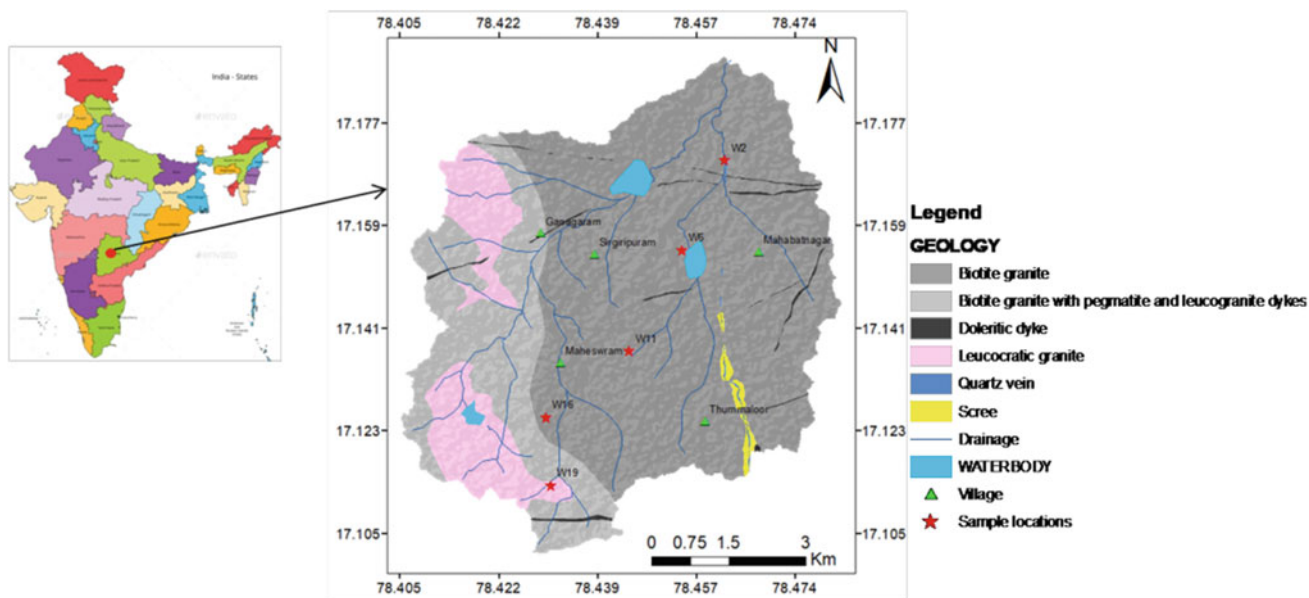 India - States
78.405 78.422 78.439 78.457 78.474
N
17.177 17.177
W2
17.159 17.159
Gangagaram
Sirgiripuram
W6
Mahabatnagar
17.141 17.141
W11
Maheswram
W16
Thummaloor
17.123 17.123
W19
17.105 17.105
0 0.75 1.5 3
Km
78.405 78.422 78.439 78.457 78.474
Legend
GEOLOGY
Biotite granite
Biotite granite with pegmatite and leucogranite dykes
Doleritic dyke
Leucocratic granite
Quartz vein
Scree
Drainage
WATERBODY
Village
Sample locations